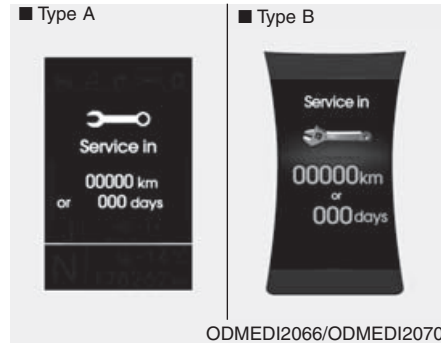 ■ Type A
■ Type B
Service in
00000 km
or 000 days
Service in
00000km
or
000days
ODMEDI2066/ODMEDI2070